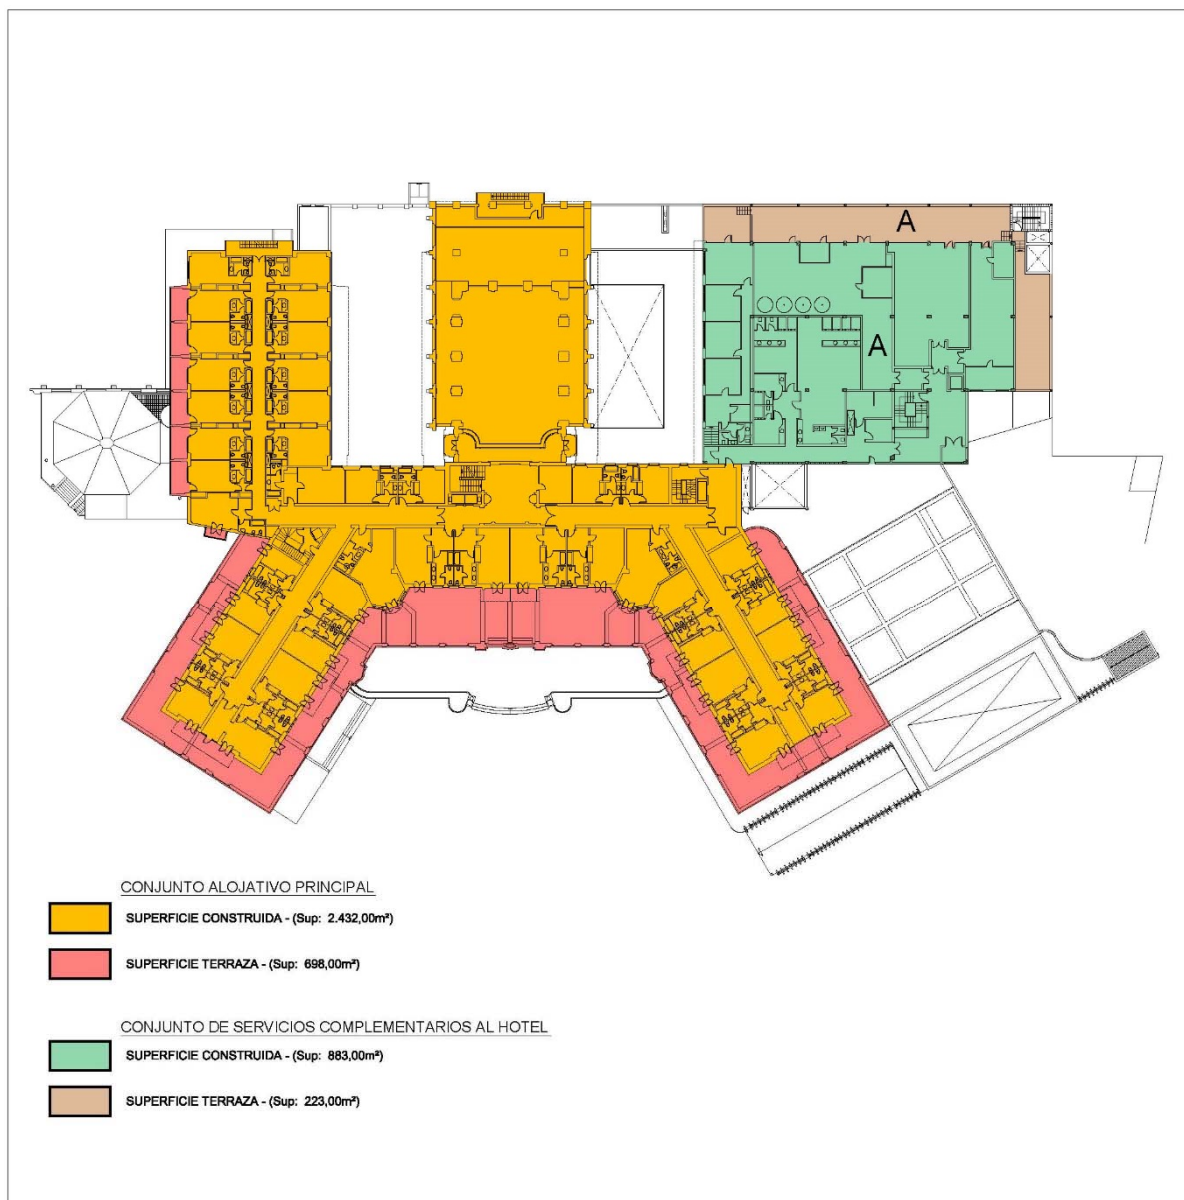 A
A
CONJUNTO ALOJATIVO PRINCIPAL
SUPERFICIE CONSTRUIDA - (Sup: 2.432,00m²)
SUPERFICIE TERRAZA - (Sup: 698,00m²)
CONJUNTO DE SERVICIOS COMPLEMENTARIOS AL HOTEL
SUPERFICIE CONSTRUIDA - (Sup: 883,00m²)
SUPERFICIE TERRAZA - (Sup: 223,00m²)